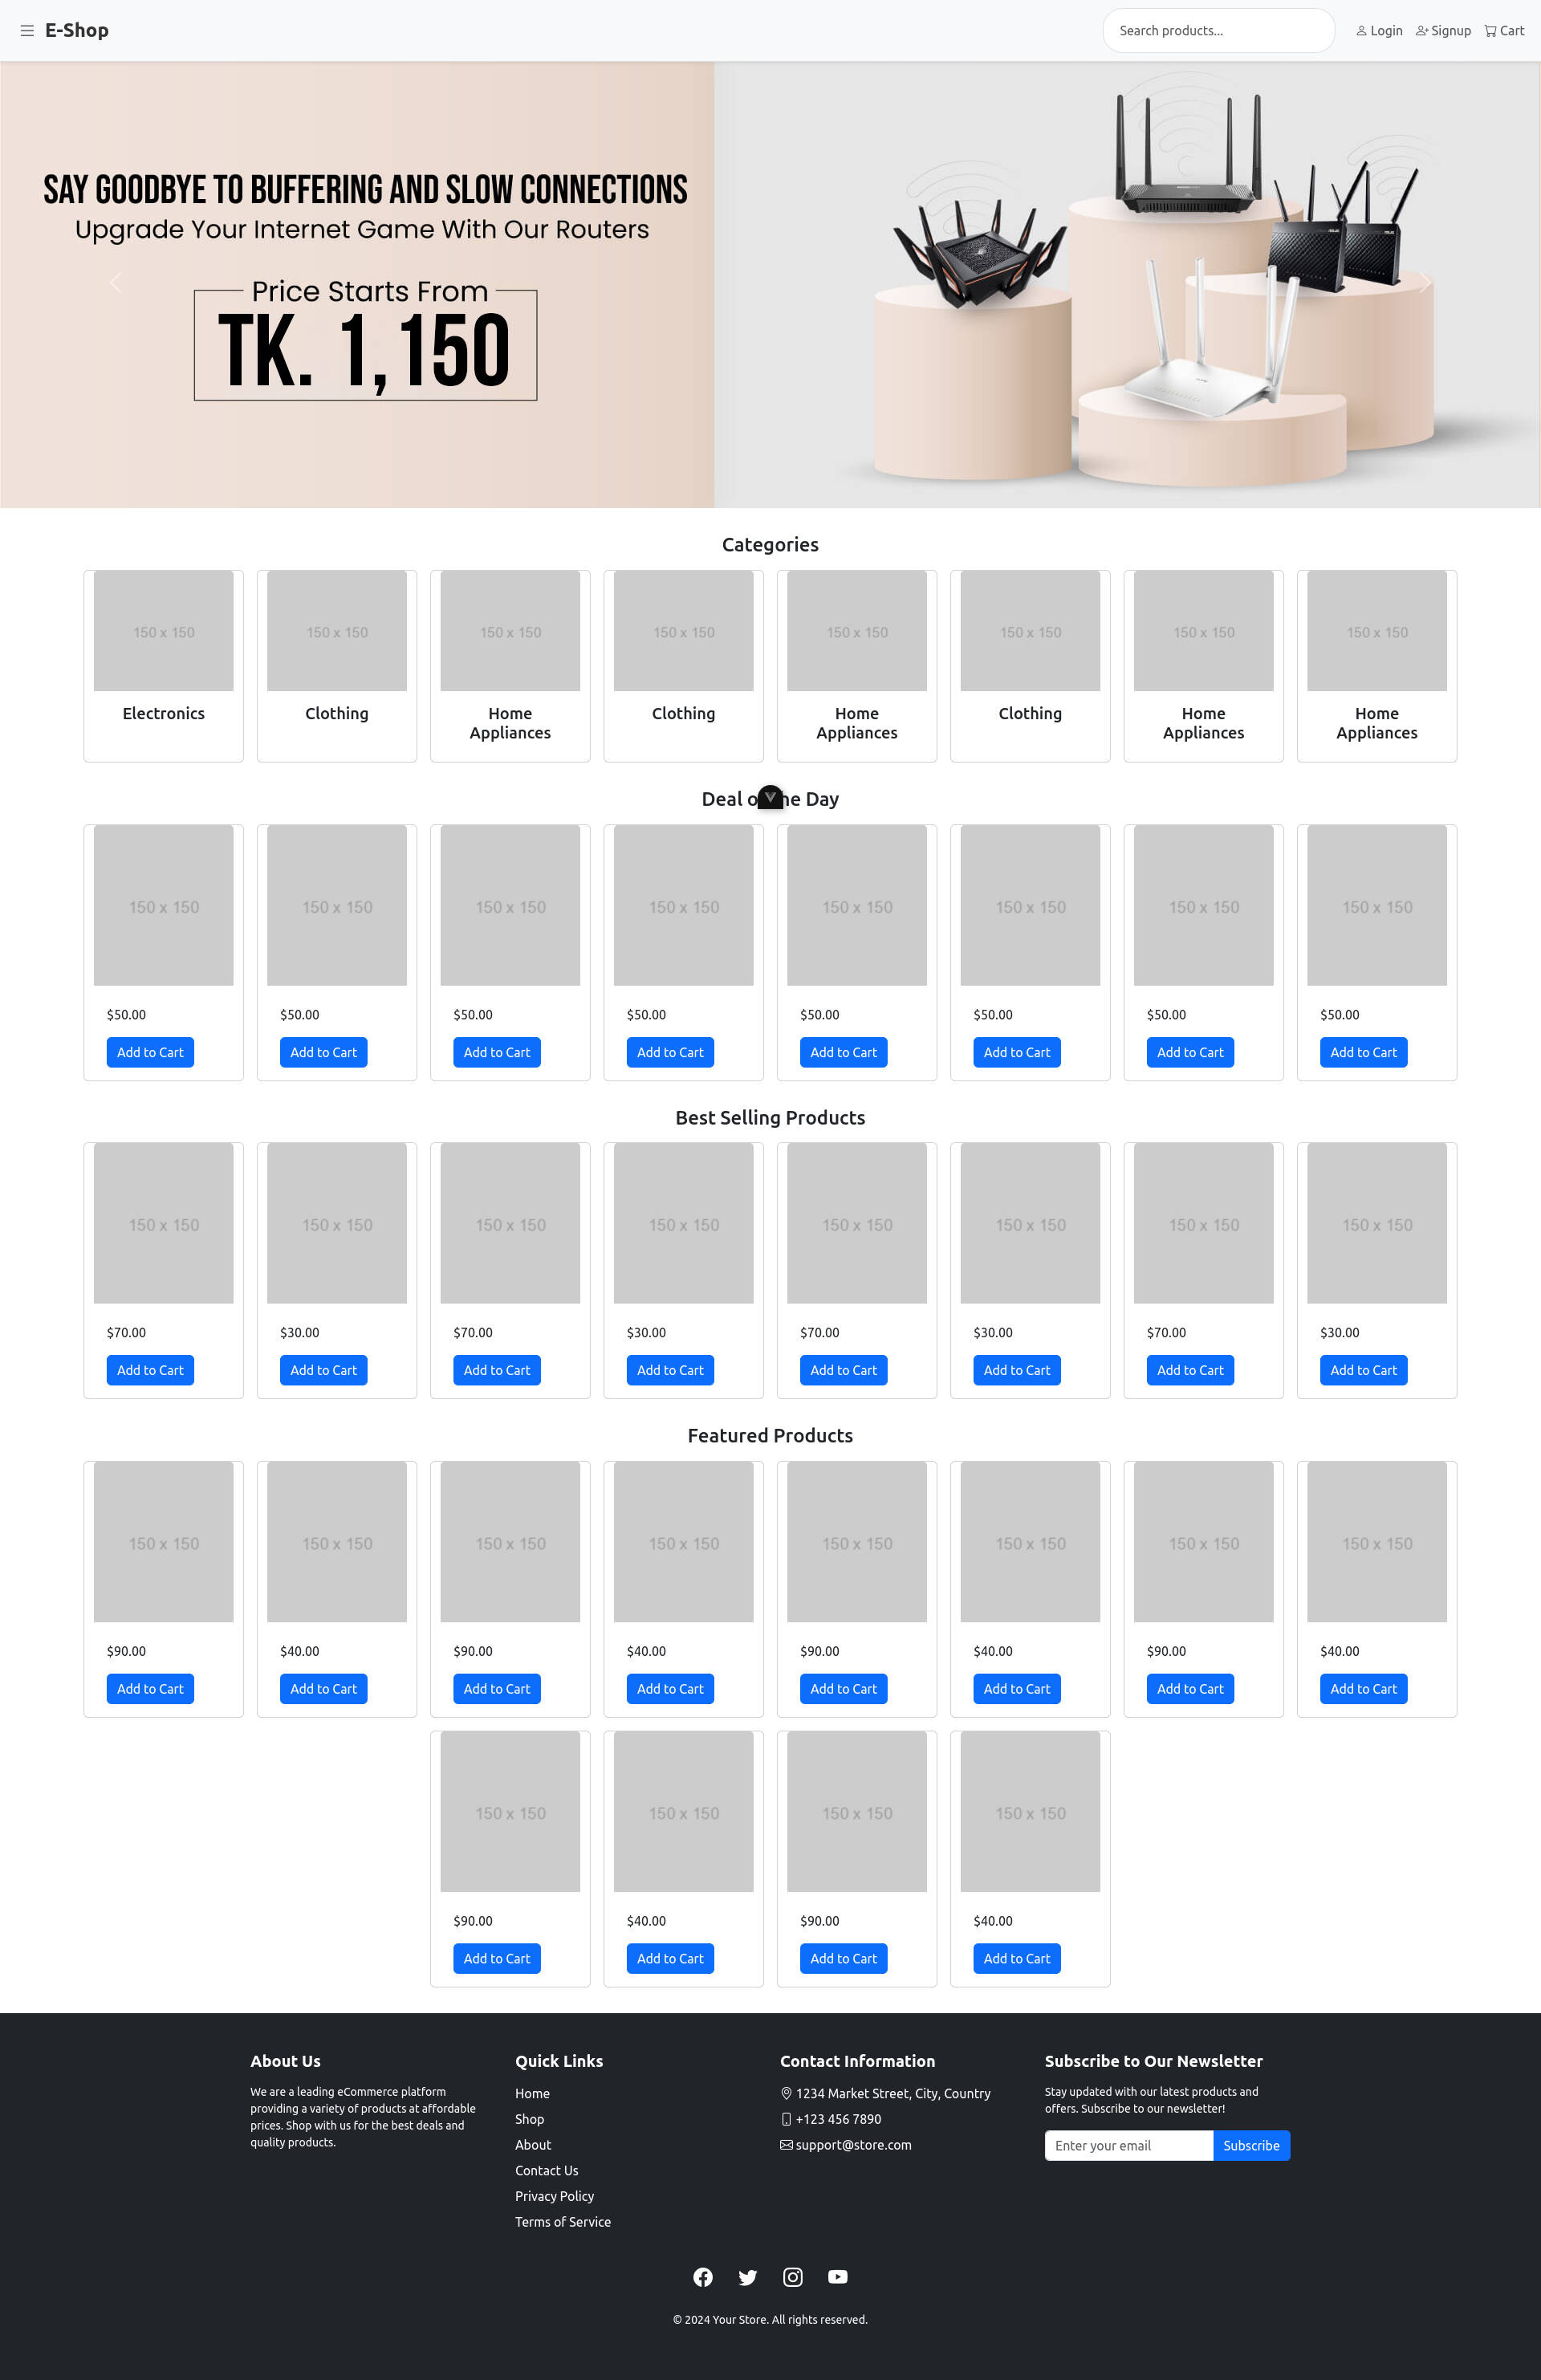 E-Shop
Search products...
Login
Signup
Cart
SAY GOODBYE TO BUFFERING AND SLOW CONNECTIONS
Upgrade Your Internet Game With Our Routers
Price Starts From
TK. 1,150
Categories
150 x 150 150 x 150 150 x 150 150 x 150 150 x 150 150 x 150 150 x 150 150 x 150
Electronics Clothing Home Clothing Home Clothing Home Home
Appliances Appliances Appliances Appliances
Deal o he Day
150 x 150 150 x 150 150 x 150 150 x 150 150 x 150 150 x 150 150 x 150 150 x 150
$50.00 $50.00 $50.00 $50.00 $50.00 $50.00 $50.00 $50.00
Add to Cart Add to Cart Add to Cart Add to Cart Add to Cart Add to Cart Add to Cart Add to Cart
Best Selling Products
150 x 150 150 x 150 150 x 150 150 x 150 150 x 150 150 x 150 150 x 150 150 x 150
$70.00 $30.00 $70.00 $30.00 $70.00 $30.00 $70.00 $30.00
Add to Cart Add to Cart Add to Cart Add to Cart Add to Cart Add to Cart Add to Cart Add to Cart
Featured Products
150 x 150 150 x 150 150 x 150 150 x 150 150 x 150 150 x 150 150 x 150 150 x 150
$90.00 $40.00 $90.00 $40.00 $90.00 $40.00 $90.00 $40.00
Add to Cart Add to Cart Add to Cart Add to Cart Add to Cart Add to Cart Add to Cart Add to Cart
150 x 150 150 x 150 150 x 150 150 x 150
$90.00 $40.00 $90.00 $40.00
Add to Cart Add to Cart Add to Cart Add to Cart
About Us
We are a leading eCommerce platform
providing a variety of products at affordable
prices. Shop with us for the best deals and
quality products.
Quick Links
Home
Shop
About
Contact Us
Privacy Policy
Terms of Service
Contact Information
1234 Market Street, City, Country
+123 456 7890
support@store.com
Subscribe to Our Newsletter
Stay updated with our latest products and
offers. Subscribe to our newsletter!
Enter your email
Subscribe
© 2024 Your Store. All rights reserved.